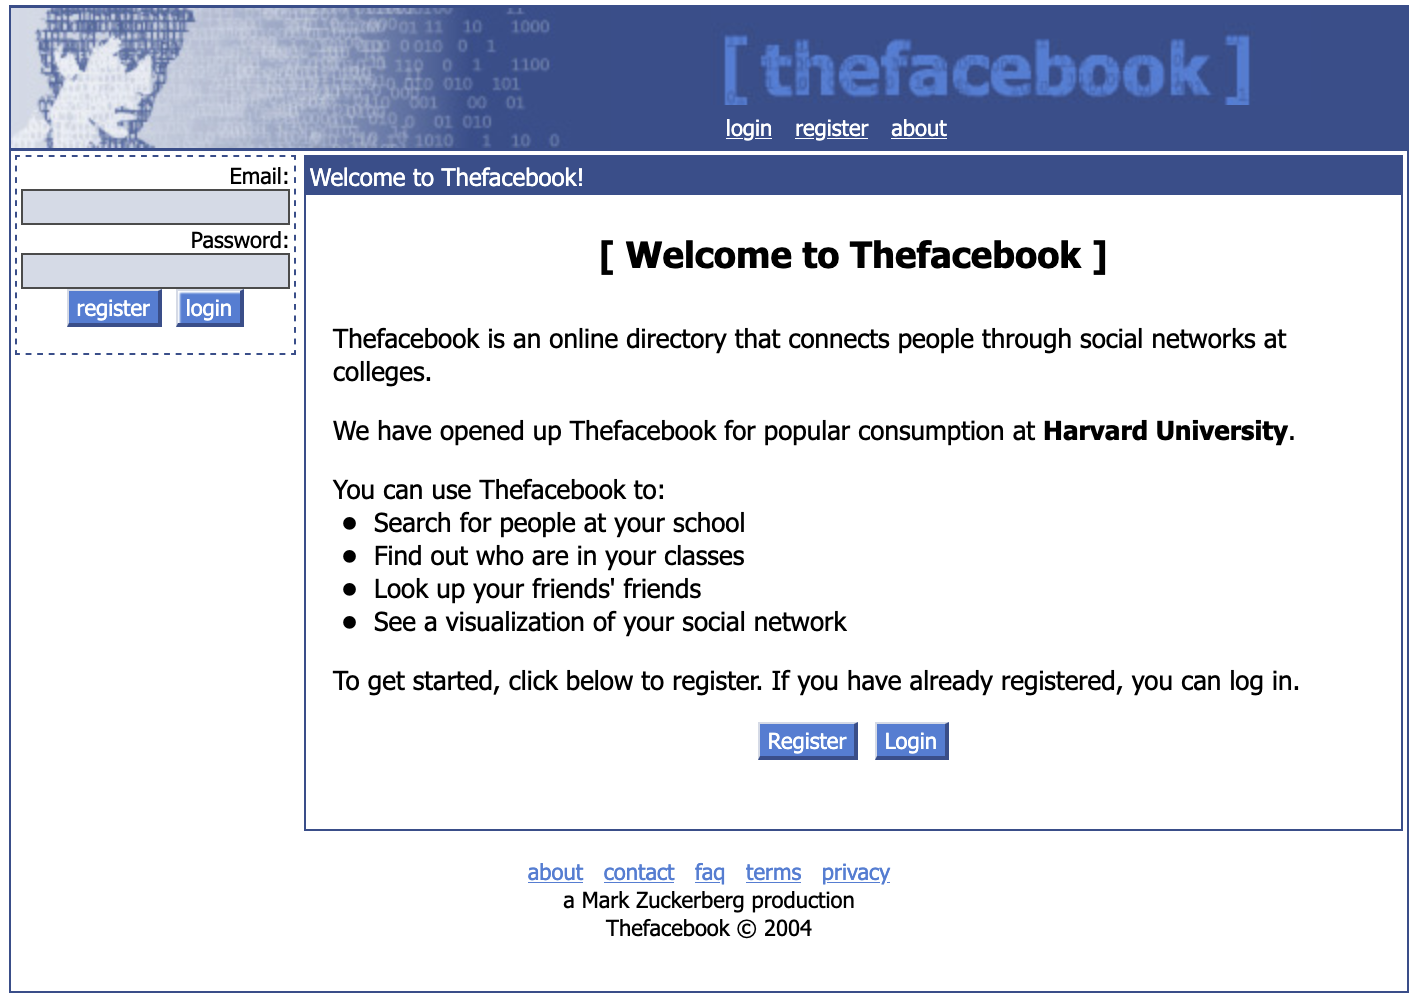 [ thefacebook ]
login register about
Email:
Password:
register login
Welcome to Thefacebook!
[ Welcome to Thefacebook ]
Thefacebook is an online directory that connects people through social networks at
colleges.
We have opened up Thefacebook for popular consumption at Harvard University.
You can use Thefacebook to:
● Search for people at your school
● Find out who are in your classes
● Look up your friends' friends
● See a visualization of your social network
To get started, click below to register. If you have already registered, you can log in.
Register Login
about contact faq terms privacy
a Mark Zuckerberg production
Thefacebook © 2004